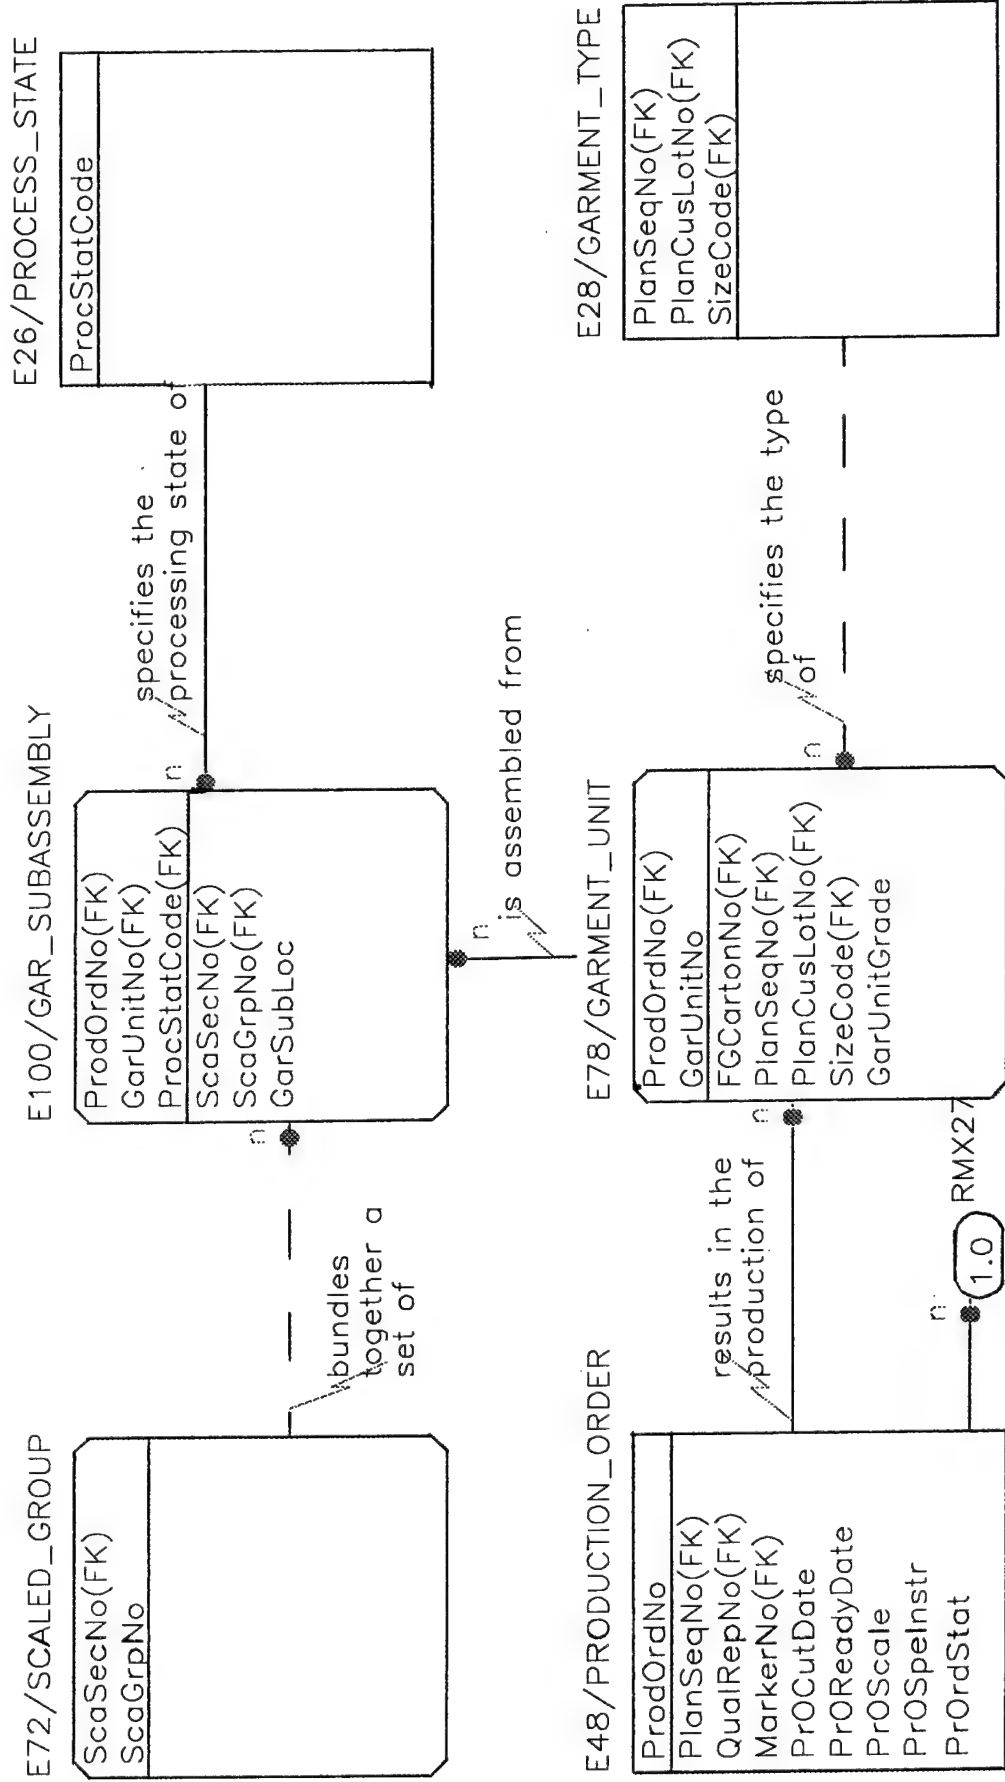 E72/SCALED_GROUP
ScaSecNo(FK)
ScaGrpNo
bundles
together a
set of
n
E100/GAR_SUBASSEMBLY
ProdOrdNo(FK)
GarUnitNo(FK)
ProcStatCode(FK)
ScaSecNo(FK)
ScaGrpNo(FK)
GarSubLoc
n
specifies the
processing state of
E26/PROCESS_STATE
ProcStatCode
n
is assembled from
E48/PRODUCTION_ORDER
ProdOrdNo
PlanSeqNo(FK)
QualRepNo(FK)
MarkerNo(FK)
PrOCutDate
PrOReadyDate
PrOScale
PrOSpeInstr
PrOrdStat
results in the
production of
n
n
1.0
RMX27
E78/GARMENT_UNIT
ProdOrdNo(FK)
GarUnitNo
FGCartonNo(FK)
PlanSeqNo(FK)
PlanCusLotNo(FK)
SizeCode(FK)
GarUnitGrade
n
specifies the type
of
E28/GARMENT_TYPE
PlanSeqNo(FK)
PlanCusLotNo(FK)
SizeCode(FK)